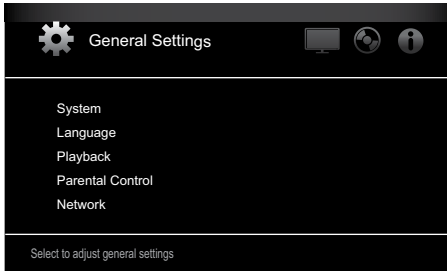 General Settings
System
Language
Playback
Parental Control
Network
Select to adjust general settings